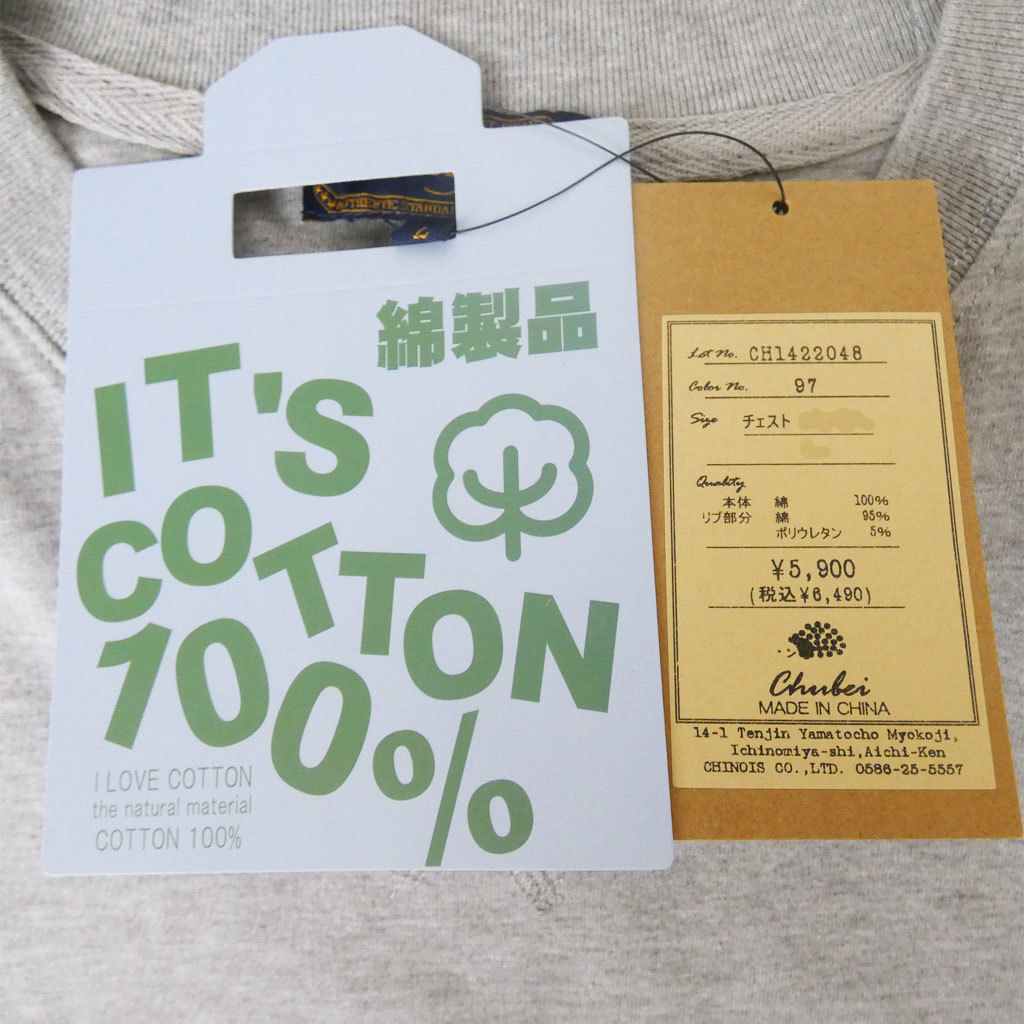 AUTHENTIC STANDA
綿製品
IT'S
COTTON
100%
I LOVE COTTON
the natural material
COTTON 100%
Lot No. CH1422048
Color No. 97
Size チェスト
Quality
本体 綿 100%
リブ部分 綿 95%
ポリウレタン 5%
¥5,900
(税込¥6,490)
Chubei
MADE IN CHINA
14-1 Tenjin Yamatocho Myokoji,
Ichinomiya-shi,Aichi-Ken
CHINOIS CO.,LTD. 0586-25-5557